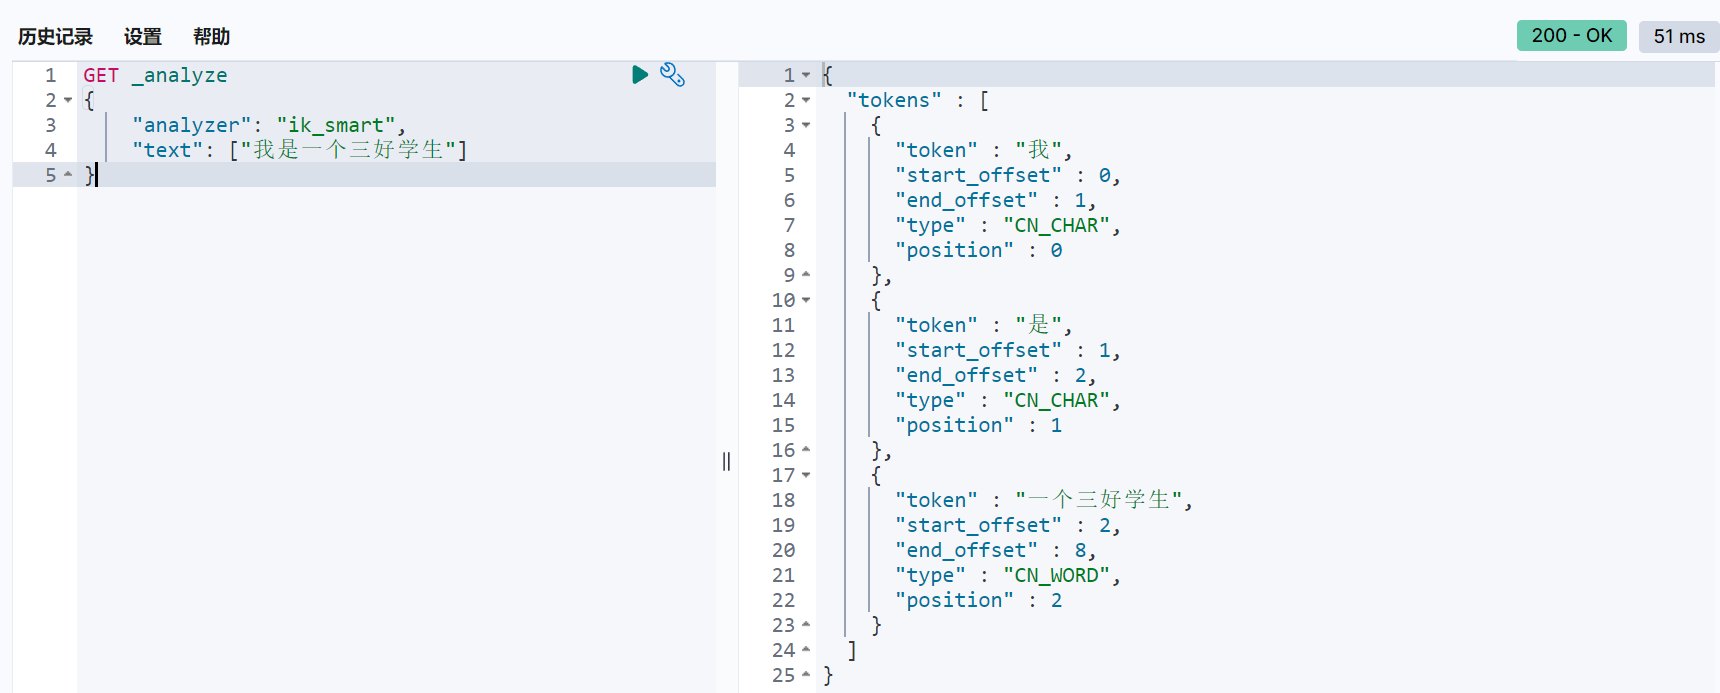 历史记录 设置 帮助
200 - OK 51 ms
1 GET _analyze
2 {
3 "analyzer": "ik_smart",
4 "text": ["我是一个三好学生"]
5 }
1 {
2 "tokens" : [
3 {
4 "token" : "我",
5 "start_offset" : 0,
6 "end_offset" : 1,
7 "type" : "CN_CHAR",
8 "position" : 0
9 },
10 {
11 "token" : "是",
12 "start_offset" : 1,
13 "end_offset" : 2,
14 "type" : "CN_CHAR",
15 "position" : 1
16 },
17 {
18 "token" : "一个三好学生",
19 "start_offset" : 2,
20 "end_offset" : 8,
21 "type" : "CN_WORD",
22 "position" : 2
23 }
24 ]
25 }